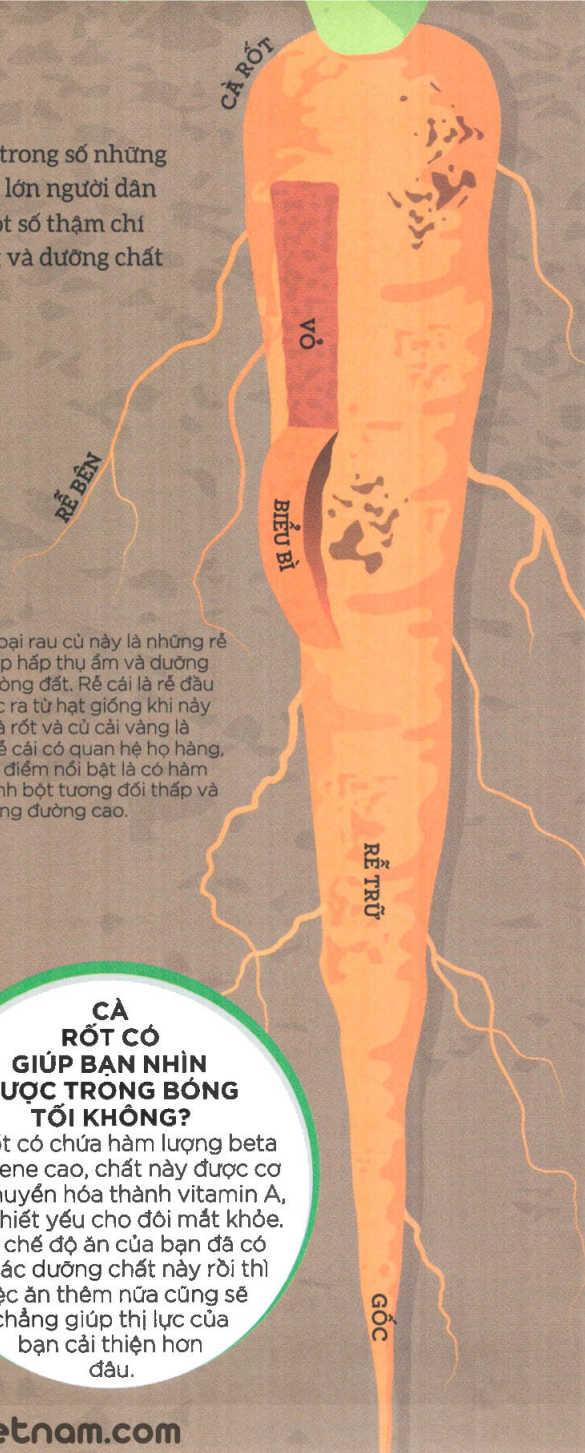 CÀ RỐT
trong số những
lớn người dân
ột số thậm chí
và dưỡng chất
VỎ
RỄ BÊN
BIỂU BÌ
oại rau củ này là những rễ
p hấp thụ ẩm và dưỡng
òng đất. Rễ cái là rễ đầu
c ra từ hạt giống khi nảy
à rốt và củ cải vàng là
ễ cái có quan hệ họ hàng,
điểm nổi bật là có hàm
nh bột tương đối thấp và
ng đường cao.
RỄ TRỮ
CÀ
RỐT CÓ
GIÚP BẠN NHÌN
ƯỢC TRONG BÓNG
TỐI KHÔNG?
ốt có chứa hàm lượng beta
ene cao, chất này được cơ
huyển hóa thành vitamin A,
hiết yếu cho đôi mắt khỏe.
chế độ ăn của bạn đã có
ác dưỡng chất này rồi thì
ệc ăn thêm nữa cũng sẽ
chẳng giúp thị lực của
bạn cải thiện hơn
đâu.
GỐC
etnam.com